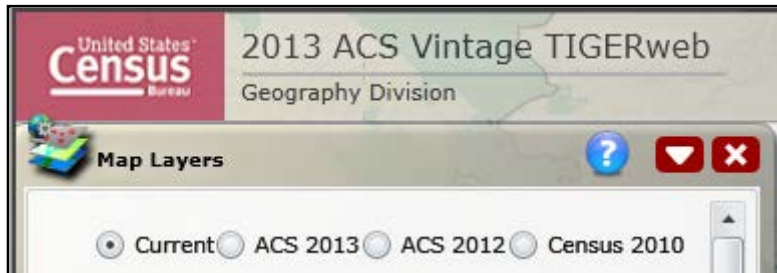 United States®
Census
Bureau
2013 ACS Vintage TIGERweb
Geography Division
Map Layers
?
Current ACS 2013 ACS 2012 Census 2010